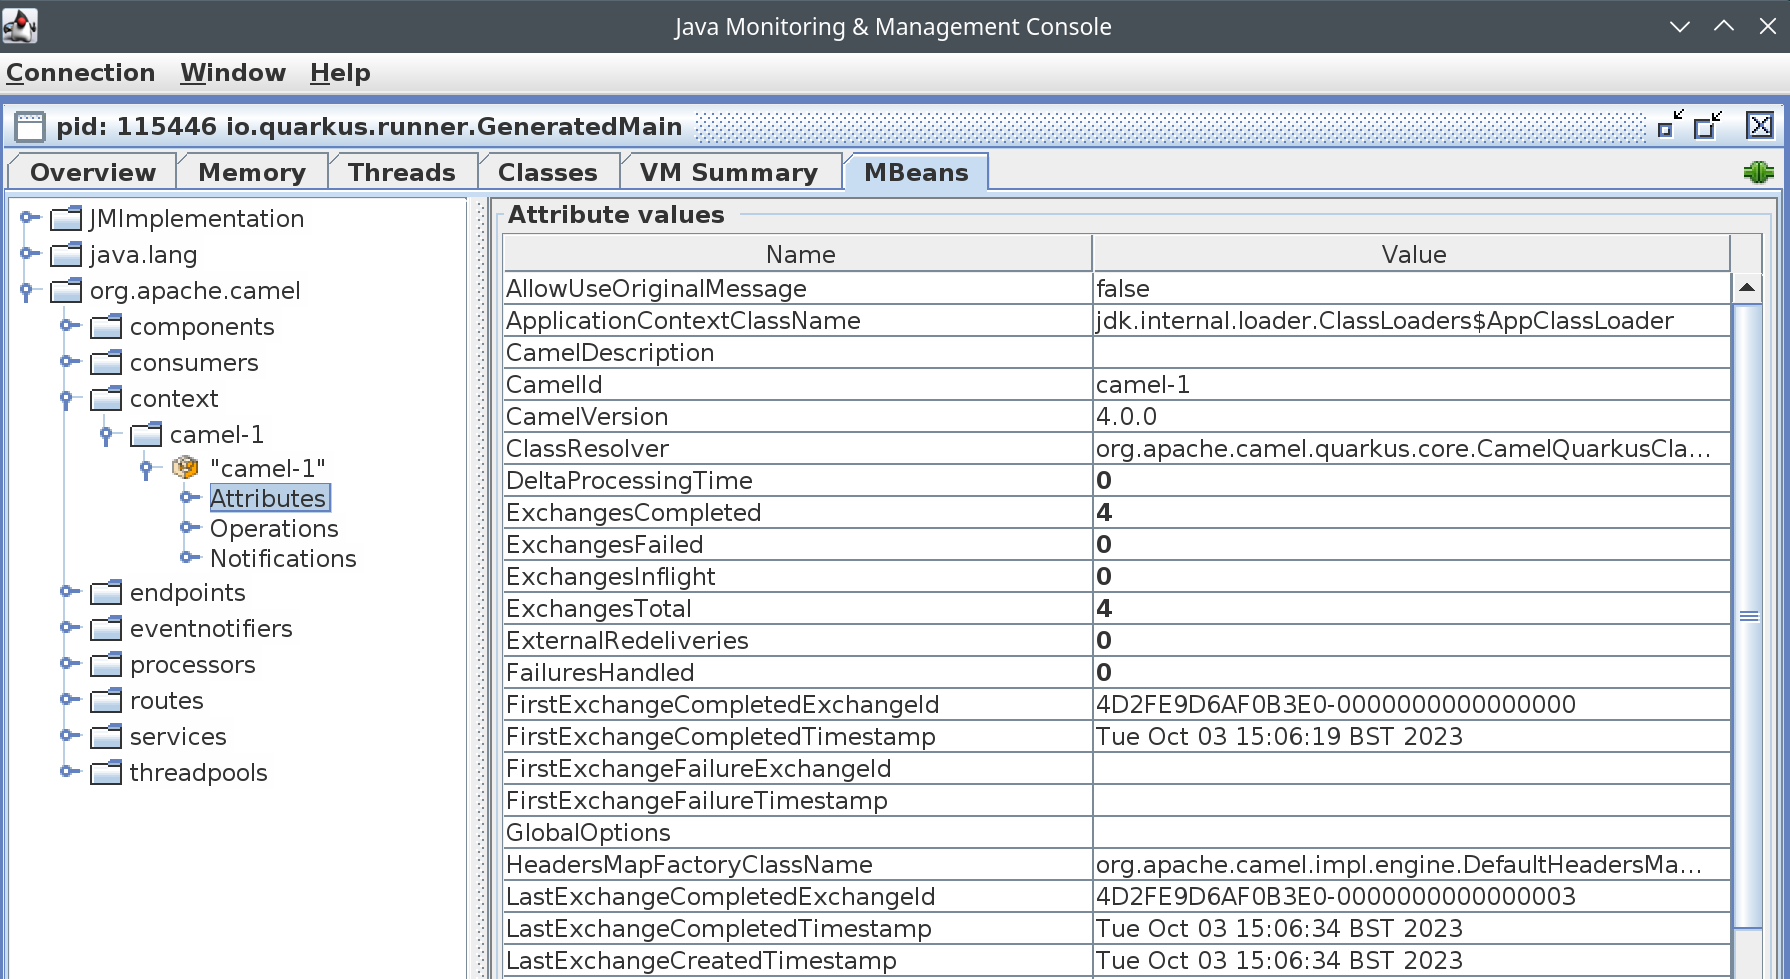 Java Monitoring & Management Console
Connection Window Help
pid: 115446 io.quarkus.runner.GeneratedMain
Overview Memory Threads Classes VM Summary MBeans
JMImplementation
java.lang
org.apache.camel
components
consumers
context
camel-1
"camel-1"
Attributes
Operations
Notifications
endpoints
eventnotifiers
processors
routes
services
threadpools
Attribute values
Name Value
AllowUseOriginalMessage false
ApplicationContextClassName jdk.internal.loader.ClassLoaders$AppClassLoader
CamelDescription
CamelId camel-1
CamelVersion 4.0.0
ClassResolver org.apache.camel.quarkus.core.CamelQuarkusCla...
DeltaProcessingTime 0
ExchangesCompleted 4
ExchangesFailed 0
ExchangesInflight 0
ExchangesTotal 4
ExternalRedeliveries 0
FailuresHandled 0
FirstExchangeCompletedExchangeId 4D2FE9D6AF0B3E0-0000000000000000
FirstExchangeCompletedTimestamp Tue Oct 03 15:06:19 BST 2023
FirstExchangeFailureExchangeId
FirstExchangeFailureTimestamp
GlobalOptions
HeadersMapFactoryClassName org.apache.camel.impl.engine.DefaultHeadersMa...
LastExchangeCompletedExchangeId 4D2FE9D6AF0B3E0-0000000000000003
LastExchangeCompletedTimestamp Tue Oct 03 15:06:34 BST 2023
LastExchangeCreatedTimestamp Tue Oct 03 15:06:34 BST 2023